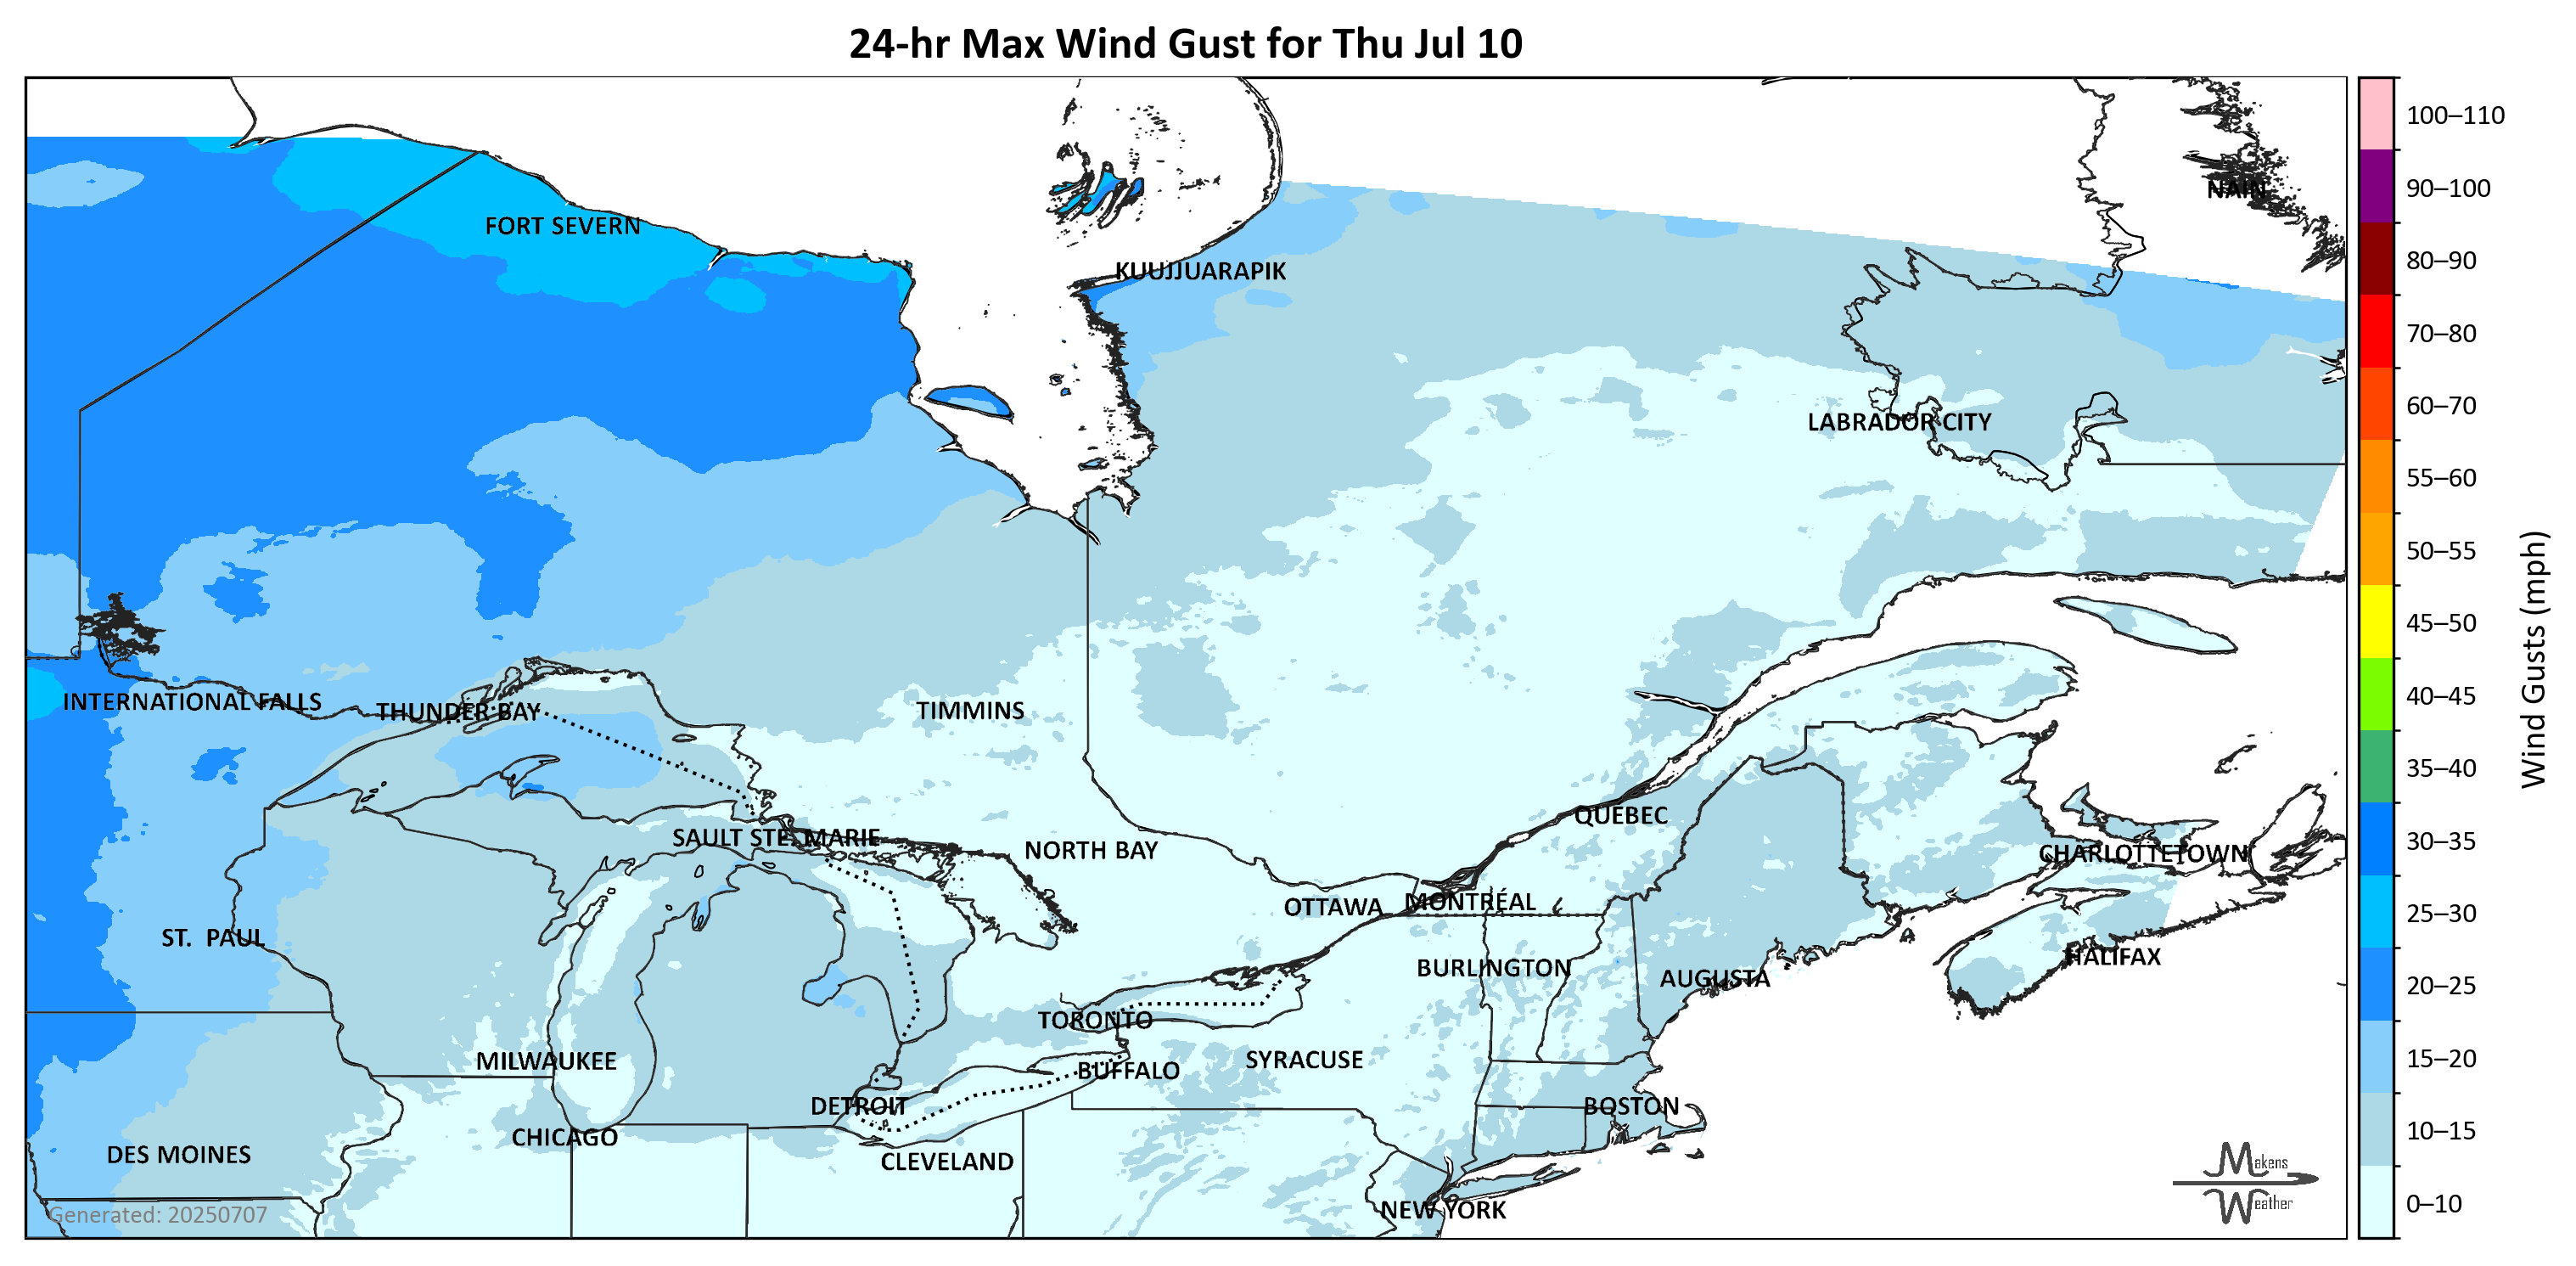 24-hr Max Wind Gust for Thu Jul 10
NAIN
FORT SEVERN
KUUJJUARAPIK
LABRADOR CITY
INTERNATIONAL FALLS
THUNDER BAY
TIMMINS
SAULT STE. MARIE
NORTH BAY
QUEBEC
CHARLOTTETOWN
OTTAWA
MONTRÉAL
ST. PAUL
HALIFAX
BURLINGTON
AUGUSTA
TORONTO
MILWAUKEE
BUFFALO
SYRACUSE
DETROIT
BOSTON
CHICAGO
DES MOINES
CLEVELAND
NEW YORK
Generated: 20250707
Makens
Weather
100–110
90–100
80–90
70–80
60–70
55–60
50–55
45–50
40–45
35–40
30–35
25–30
20–25
15–20
10–15
0–10
Wind Gusts (mph)